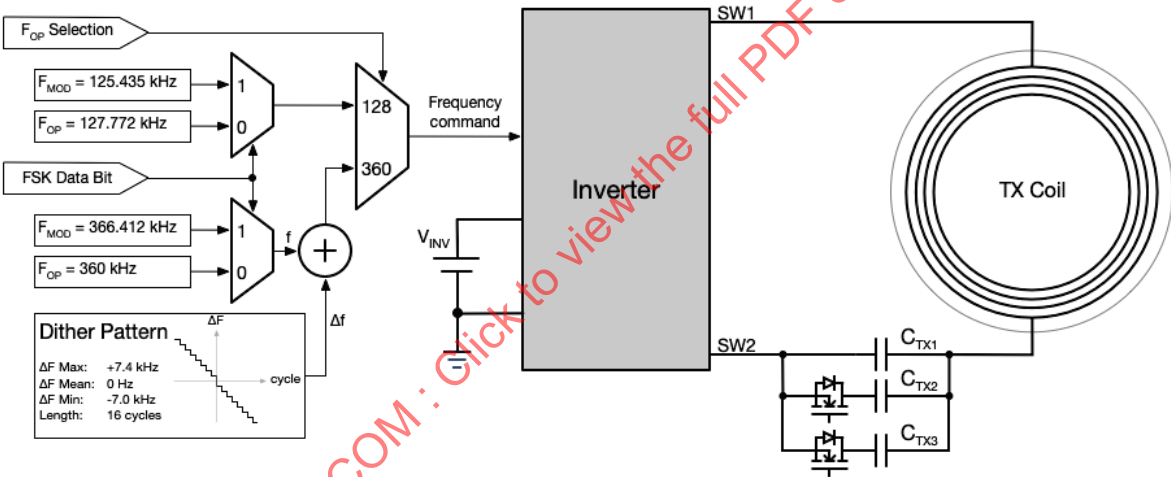 F_OP Selection
F_MOD = 125.435 kHz
F_OP = 127.772 kHz
1
0
FSK Data Bit
F_MOD = 366.412 kHz
F_OP = 360 kHz
1
0
f
+
Δf
128
360
Frequency
command
Dither Pattern
ΔF Max: +7.4 kHz
ΔF Mean: 0 Hz
ΔF Min: -7.0 kHz
Length: 16 cycles
ΔF
cycle
V_INV
Inverter
SW1
SW2
TX Coil
C_TX1
C_TX2
C_TX3
COM : Click to view the full PDF